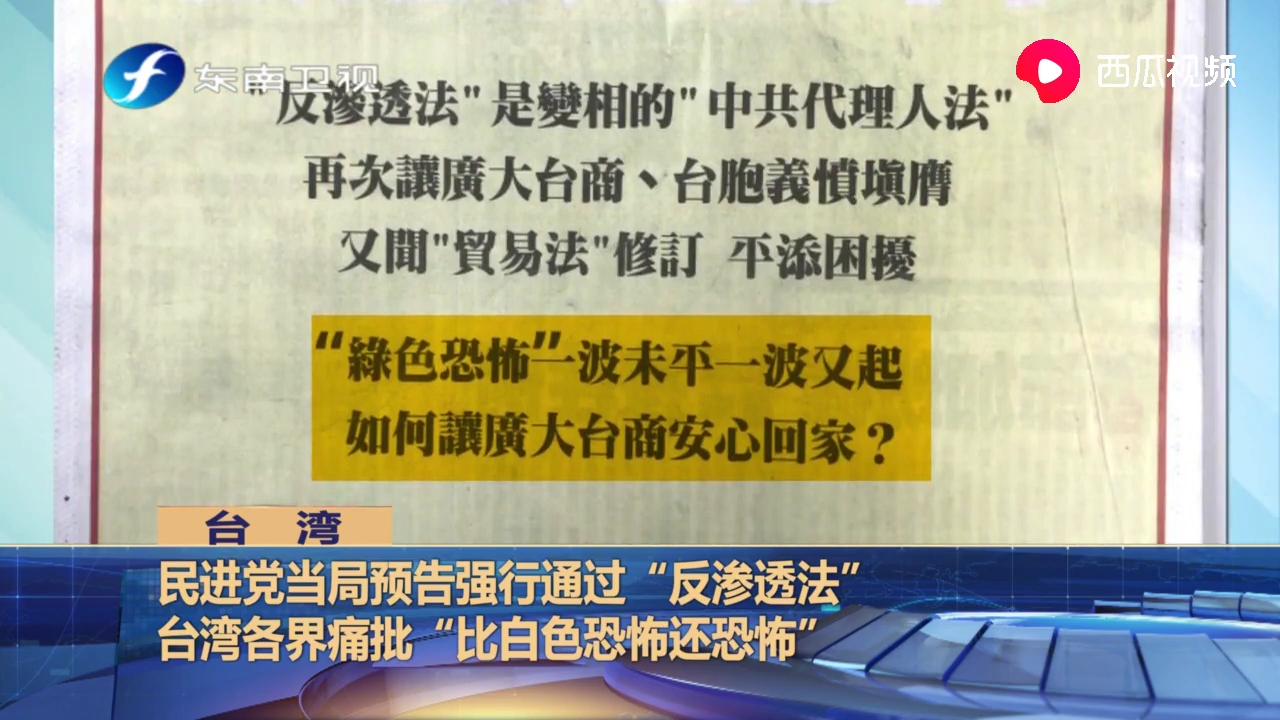 东南卫视
西瓜视频
"反滲透法"是變相的"中共代理人法"
再次讓廣大台商、台胞義憤填膺
又聞"貿易法"修訂 平添困擾
“綠色恐怖”一波未平一波又起
如何讓廣大台商安心回家？
台 湾
民进党当局预告强行通过“反渗透法”
台湾各界痛批“比白色恐怖还恐怖”